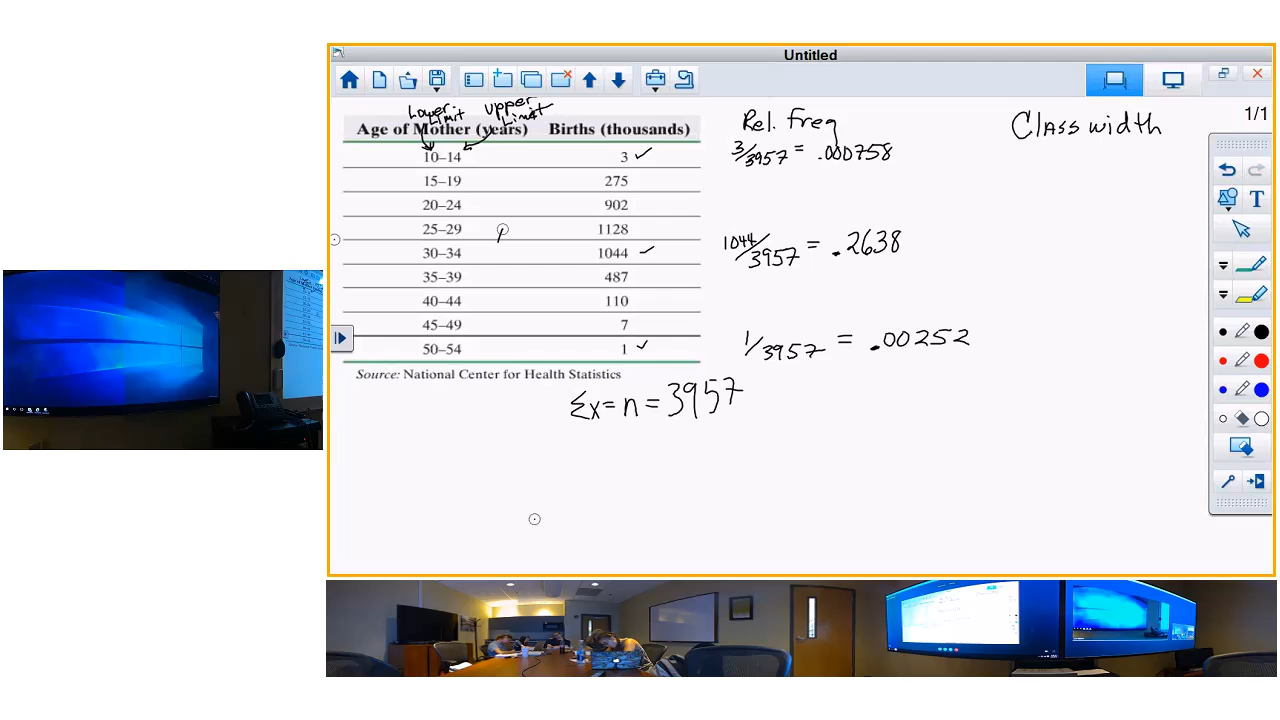 Untitled
1/1
Lower Limit
Upper Limit
Age of Mother (years) Births (thousands)
10–14 3
15–19 275
20–24 902
25–29 1128
30–34 1044
35–39 487
40–44 110
45–49 7
50–54 1
Source: National Center for Health Statistics
Σx = n = 3957
Rel. freq
3/3957 = .000758
1044/3957 = .2638
1/3957 = .00252
Class width
T